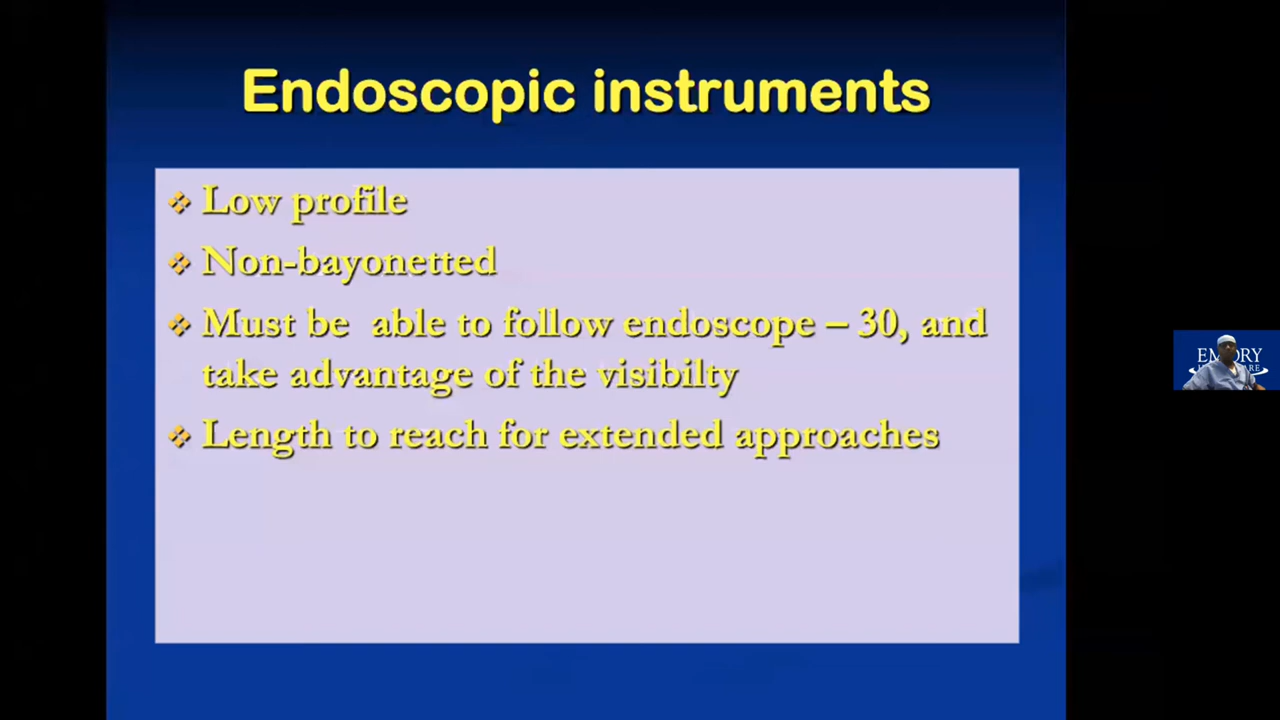 Endoscopic instruments
Low profile
Non-bayonetted
Must be able to follow endoscope – 30, and
take advantage of the visibilty
Length to reach for extended approaches